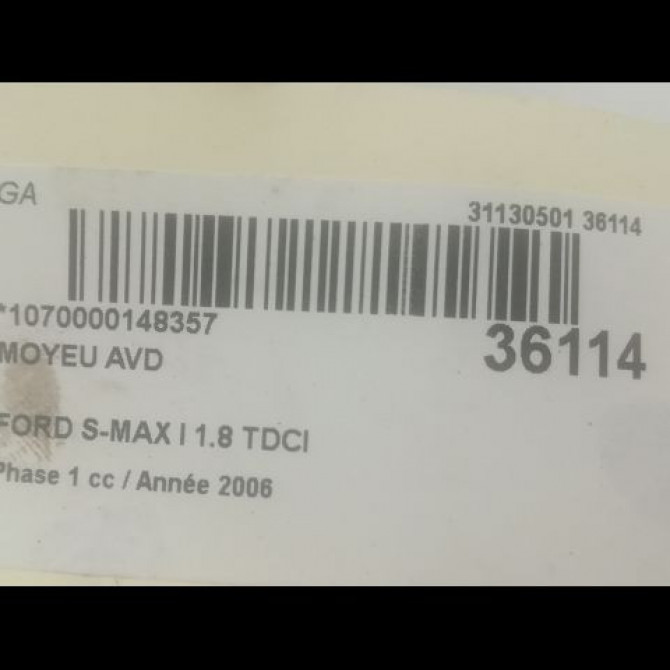 GA
31130501 36114
*1070000148357
36114
MOYEU AVD
FORD S-MAX I 1.8 TDCI
Phase 1 cc / Année 2006